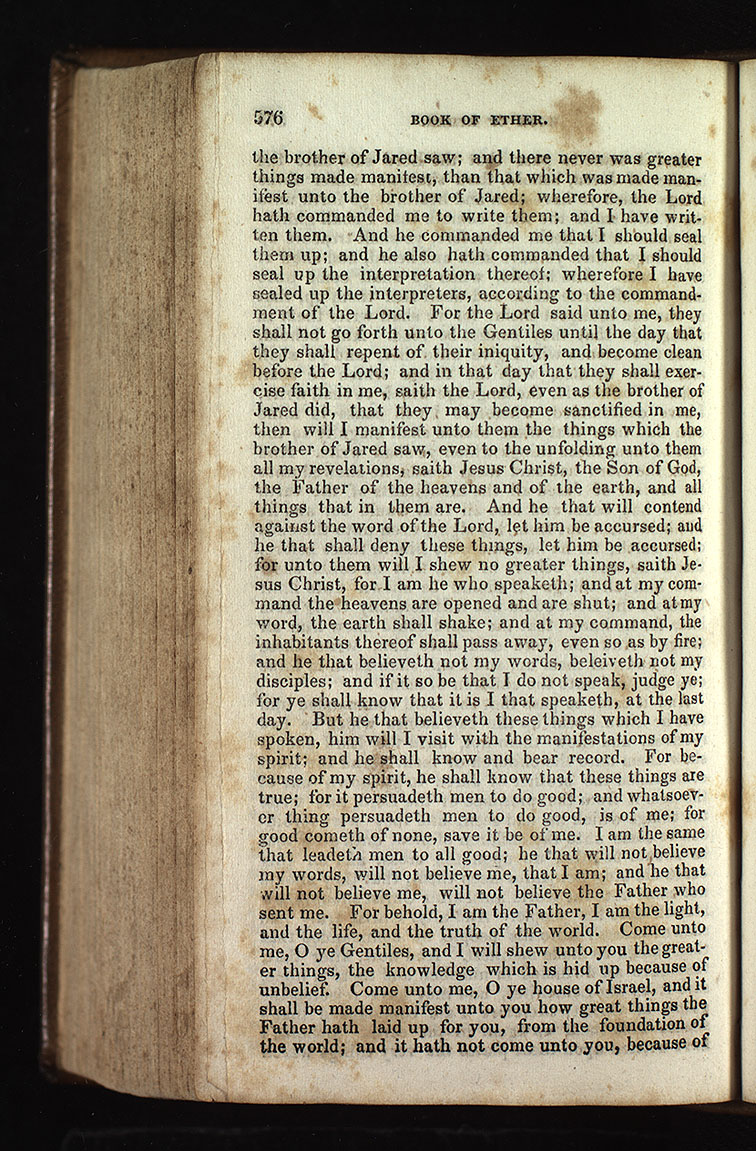 576 BOOK OF ETHER.
the brother of Jared saw; and there never was greater
things made manifest, than that which was made man-
ifest unto the brother of Jared; wherefore, the Lord
hath commanded me to write them; and I have writ-
ten them. And he commanded me that I should seal
them up; and he also hath commanded that I should
seal up the interpretation thereof; wherefore I have
sealed up the interpreters, according to the command-
ment of the Lord. For the Lord said unto me, they
shall not go forth unto the Gentiles until the day that
they shall repent of their iniquity, and become clean
before the Lord; and in that day that they shall exer-
cise faith in me, saith the Lord, even as the brother of
Jared did, that they may become sanctified in me,
then will I manifest unto them the things which the
brother of Jared saw, even to the unfolding unto them
all my revelations, saith Jesus Christ, the Son of God,
the Father of the heavens and of the earth, and all
things that in them are. And he that will contend
against the word of the Lord, let him be accursed; and
he that shall deny these things, let him be accursed;
for unto them will I shew no greater things, saith Je-
sus Christ, for I am he who speaketh; and at my com-
mand the heavens are opened and are shut; and at my
word, the earth shall shake; and at my command, the
inhabitants thereof shall pass away, even so as by fire;
and he that believeth not my words, beleiveth not my
disciples; and if it so be that I do not speak, judge ye;
for ye shall know that it is I that speaketh, at the last
day. But he that believeth these things which I have
spoken, him will I visit with the manifestations of my
spirit; and he shall know and bear record. For be-
cause of my spirit, he shall know that these things are
true; for it persuadeth men to do good; and whatsoev-
er thing persuadeth men to do good, is of me; for
good cometh of none, save it be of me. I am the same
that leadeth men to all good; he that will not believe
my words, will not believe me, that I am; and he that
will not believe me, will not believe the Father who
sent me. For behold, I am the Father, I am the light,
and the life, and the truth of the world. Come unto
me, O ye Gentiles, and I will shew unto you the great-
er things, the knowledge which is hid up because of
unbelief. Come unto me, O ye house of Israel, and it
shall be made manifest unto you how great things the
Father hath laid up for you, from the foundation of
the world; and it hath not come unto you, because of